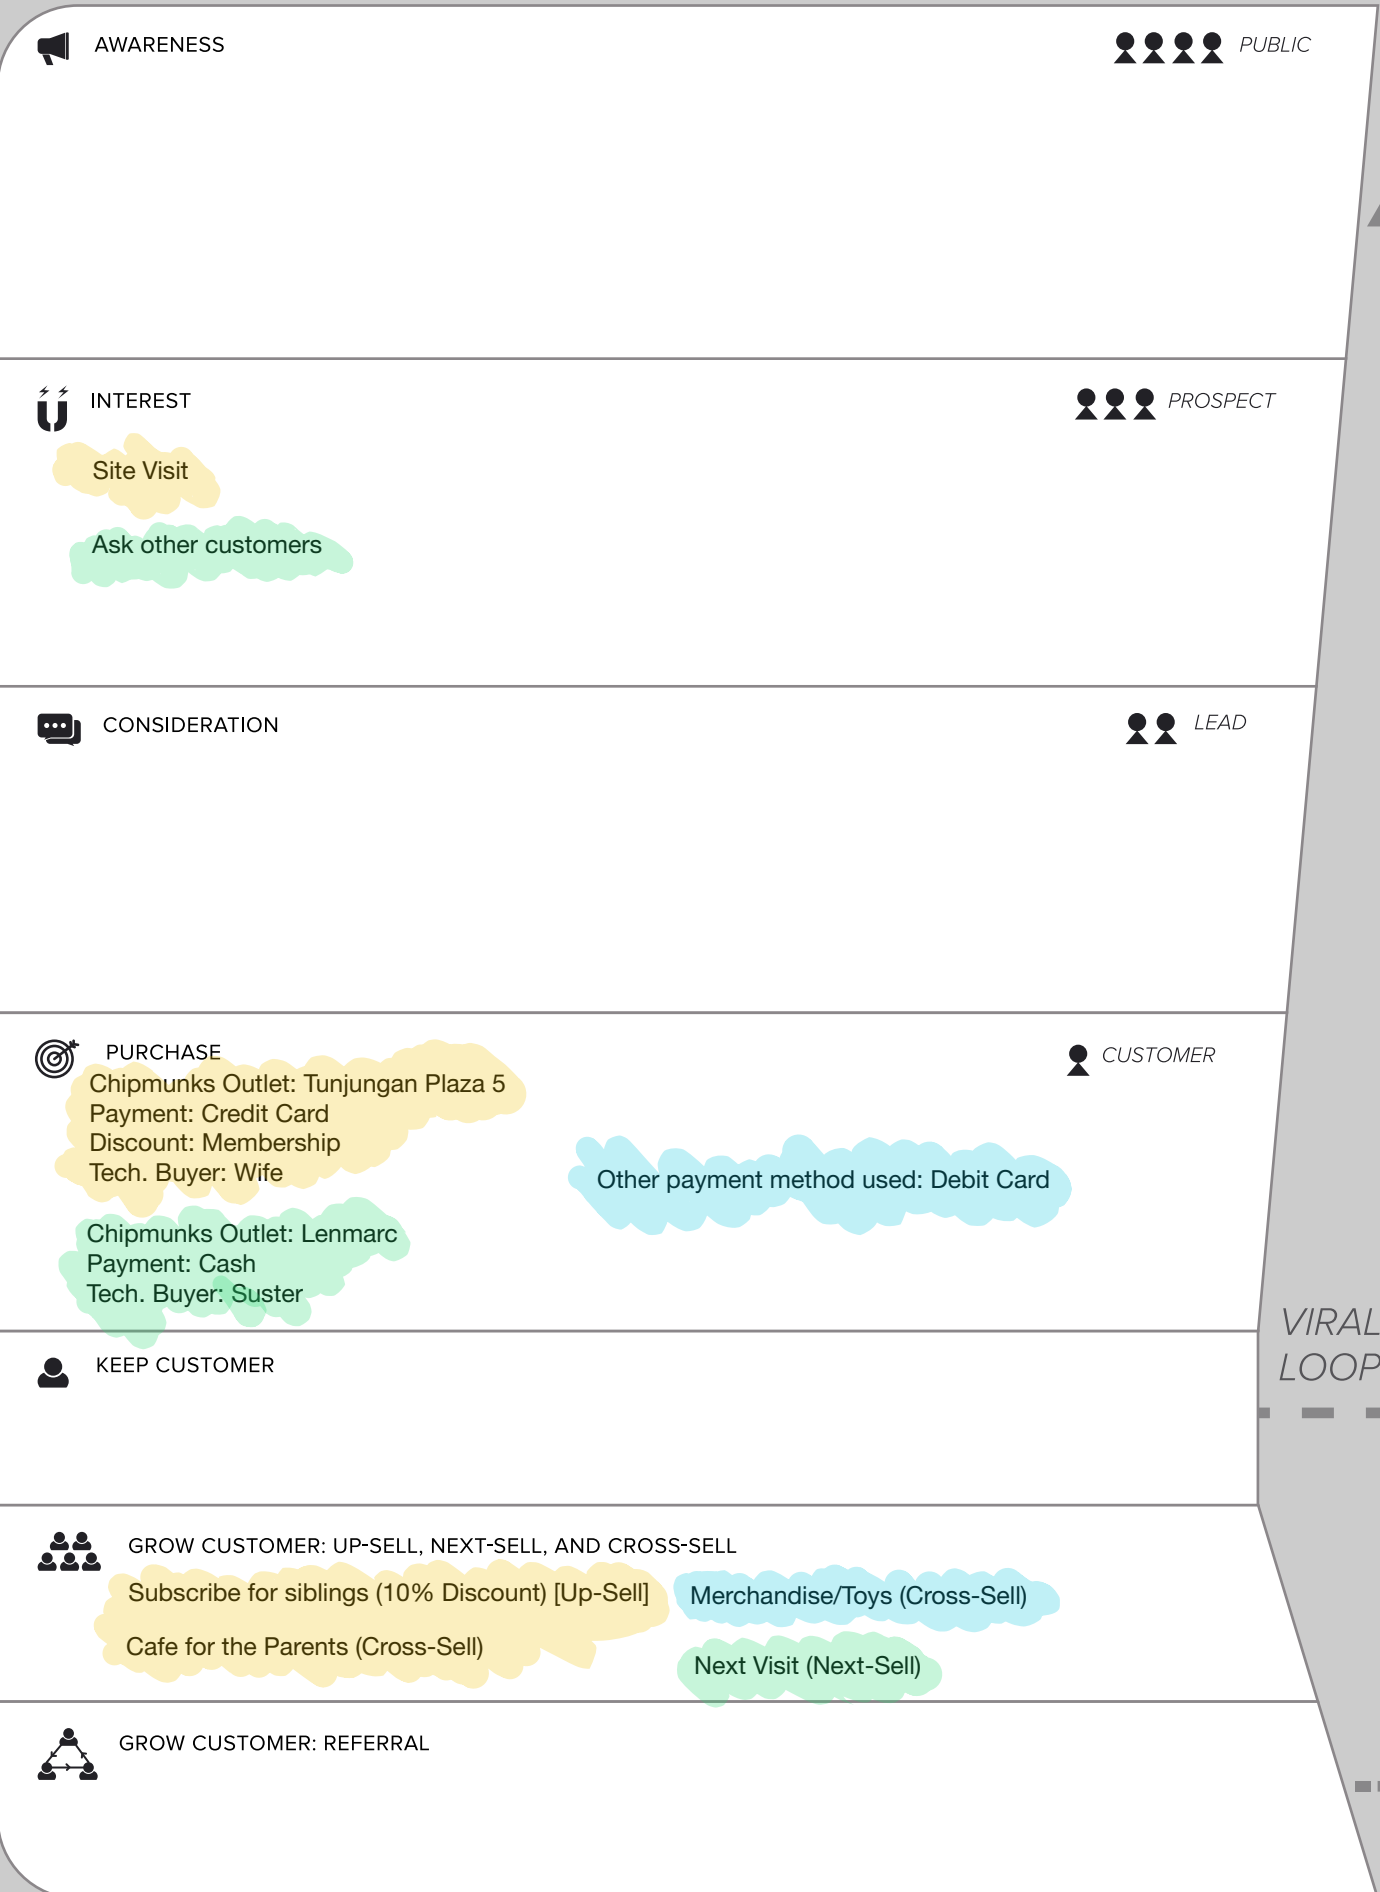 AWARENESS
PUBLIC
INTEREST
PROSPECT
Site Visit
Ask other customers
CONSIDERATION
LEAD
PURCHASE
CUSTOMER
Chipmunks Outlet: Tunjungan Plaza 5
Payment: Credit Card
Discount: Membership
Tech. Buyer: Wife
Other payment method used: Debit Card
Chipmunks Outlet: Lenmarc
Payment: Cash
Tech. Buyer: Suster
VIRAL
LOOP
KEEP CUSTOMER
GROW CUSTOMER: UP-SELL, NEXT-SELL, AND CROSS-SELL
Subscribe for siblings (10% Discount) [Up-Sell]
Merchandise/Toys (Cross-Sell)
Cafe for the Parents (Cross-Sell)
Next Visit (Next-Sell)
GROW CUSTOMER: REFERRAL